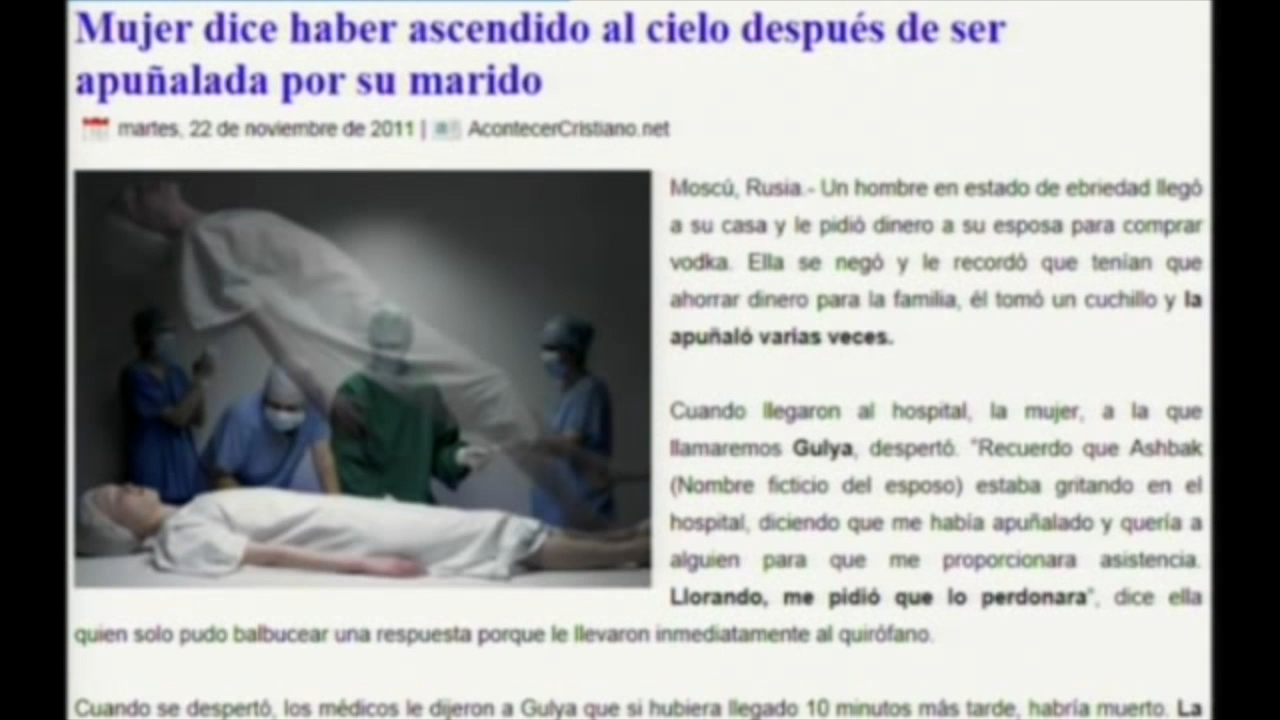 Mujer dice haber ascendido al cielo después de ser
apuñalada por su marido
martes, 22 de noviembre de 2011 | AcontecerCristiano.net
Moscú, Rusia.- Un hombre en estado de ebriedad llegó
a su casa y le pidió dinero a su esposa para comprar
vodka. Ella se negó y le recordó que tenían que
ahorrar dinero para la familia, él tomó un cuchillo y la
apuñaló varias veces.
Cuando llegaron al hospital, la mujer, a la que
llamaremos Gulya, despertó. "Recuerdo que Ashbak
(Nombre ficticio del esposo) estaba gritando en el
hospital, diciendo que me había apuñalado y quería a
alguien para que me proporcionara asistencia.
Llorando, me pidió que lo perdonara", dice ella
quien solo pudo balbucear una respuesta porque le llevaron inmediatamente al quirófano.
Cuando se despertó, los médicos le dijeron a Gulya que si hubiera llegado 10 minutos más tarde, habría muerto. La